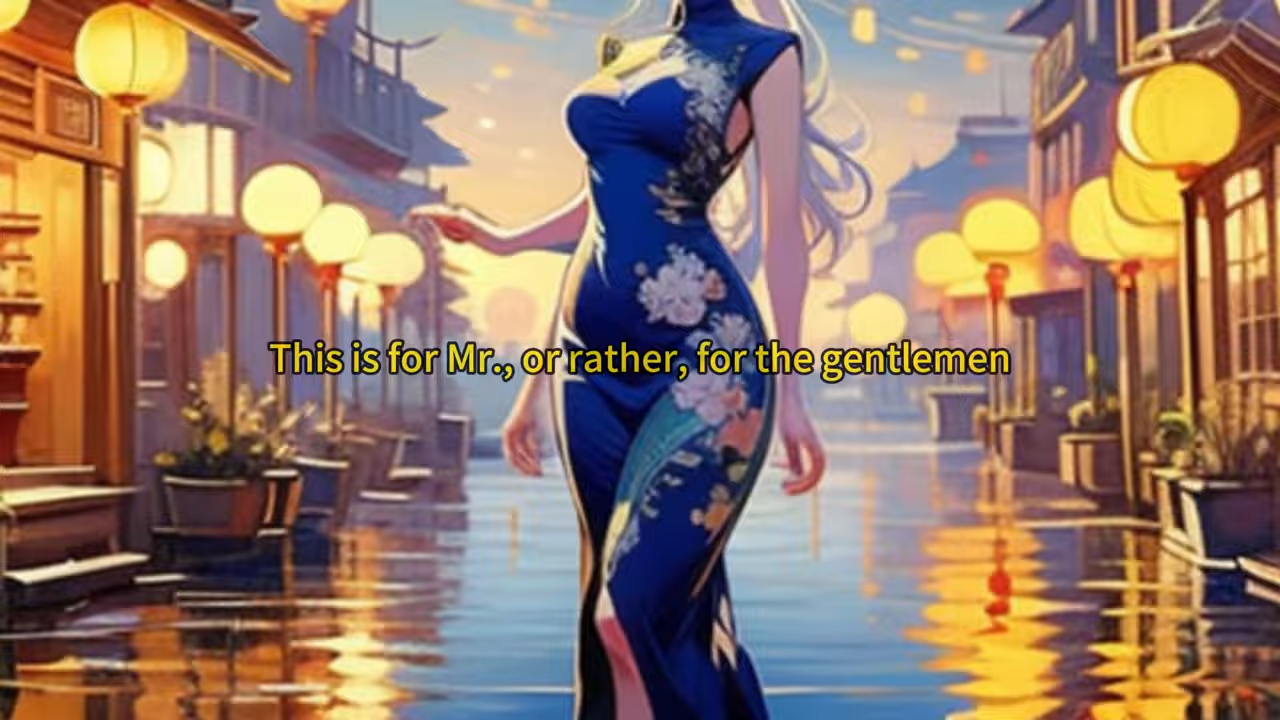 This is for Mr., or rather, for the gentlemen